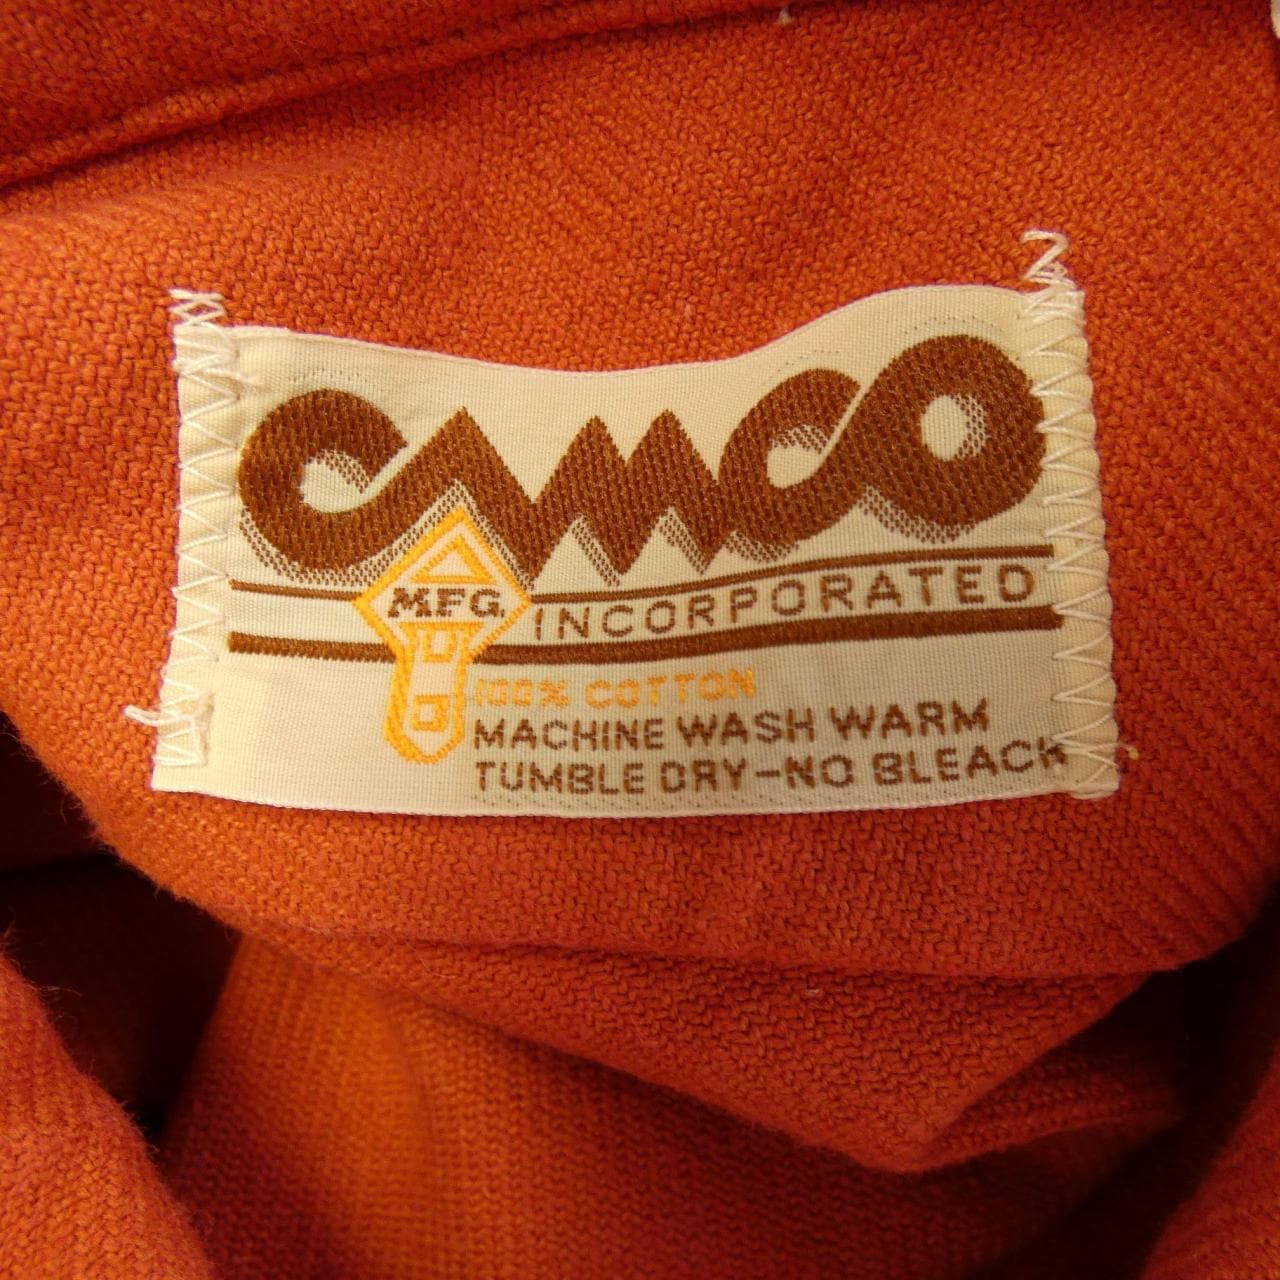 CAMCO
MFG. INCORPORATED
100% COTTON
MACHINE WASH WARM
TUMBLE DRY-NO BLEACH